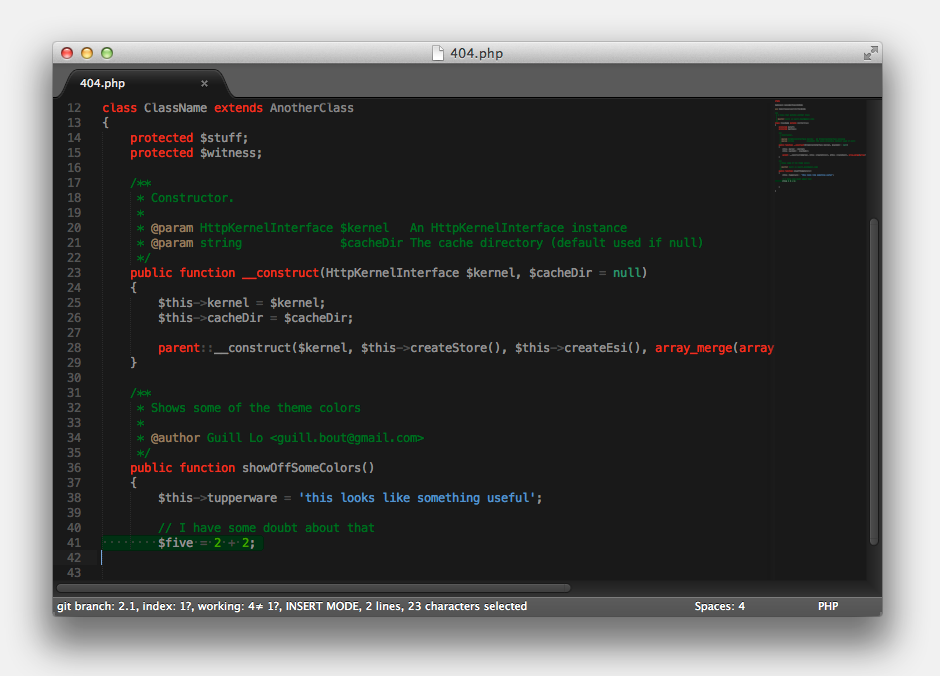 404.php
404.php ×
12 class ClassName extends AnotherClass
13 {
14     protected $stuff;
15     protected $witness;
16
17     /**
18      * Constructor.
19      *
20      * @param HttpKernelInterface $kernel   An HttpKernelInterface instance
21      * @param string              $cacheDir The cache directory (default used if null)
22      */
23     public function __construct(HttpKernelInterface $kernel, $cacheDir = null)
24     {
25         $this->kernel = $kernel;
26         $this->cacheDir = $cacheDir;
27
28         parent::__construct($kernel, $this->createStore(), $this->createEsi(), array_merge(array
29     }
30
31     /**
32      * Shows some of the theme colors
33      *
34      * @author Guill Lo <guill.bout@gmail.com>
35      */
36     public function showOffSomeColors()
37     {
38         $this->tupperware = 'this looks like something useful';
39
40         // I have some doubt about that
41         $five = 2 + 2;
42
43
git branch: 2.1, index: 1?, working: 4≠ 1?, INSERT MODE, 2 lines, 23 characters selected Spaces: 4 PHP